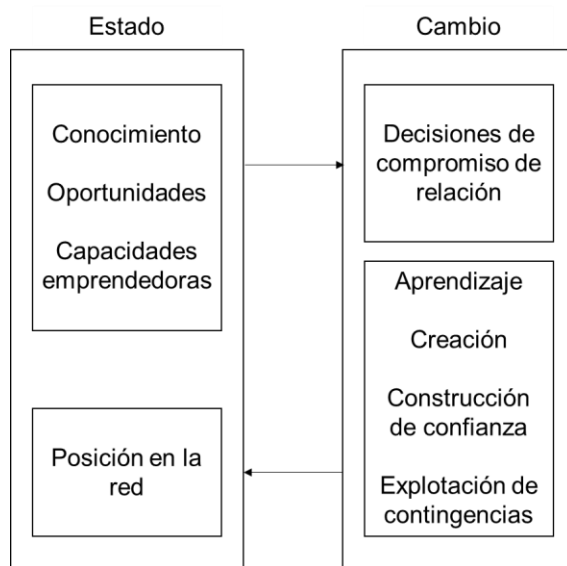 Estado
Conocimiento
Oportunidades
Capacidades
emprendedoras
Posición en la
red
Cambio
Decisiones de
compromiso de
relación
Aprendizaje
Creación
Construcción
de confianza
Explotación de
contingencias